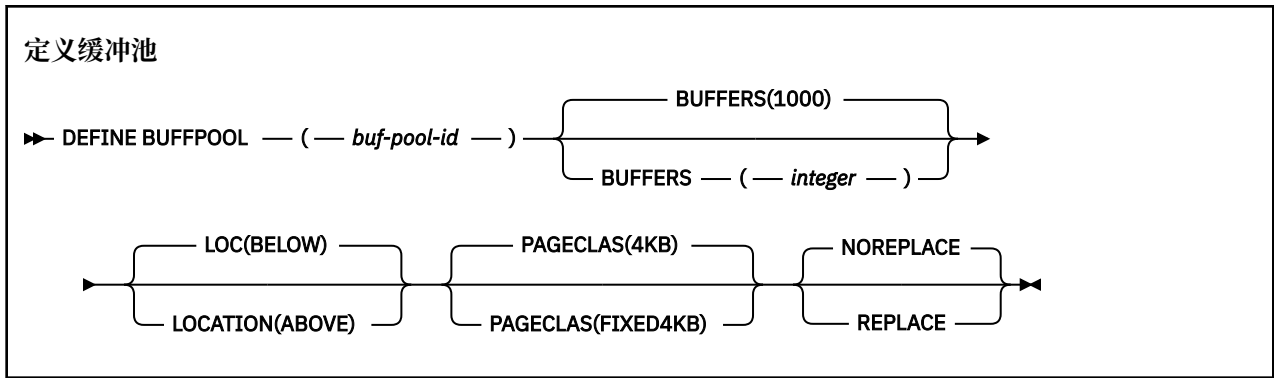 定义缓冲池
BUFFERS(1000)
DEFINE BUFFPOOL ( buf-pool-id )
BUFFERS ( integer )
LOC(BELOW) PAGECLAS(4KB) NOREPLACE
LOCATION(ABOVE) PAGECLAS(FIXED4KB) REPLACE